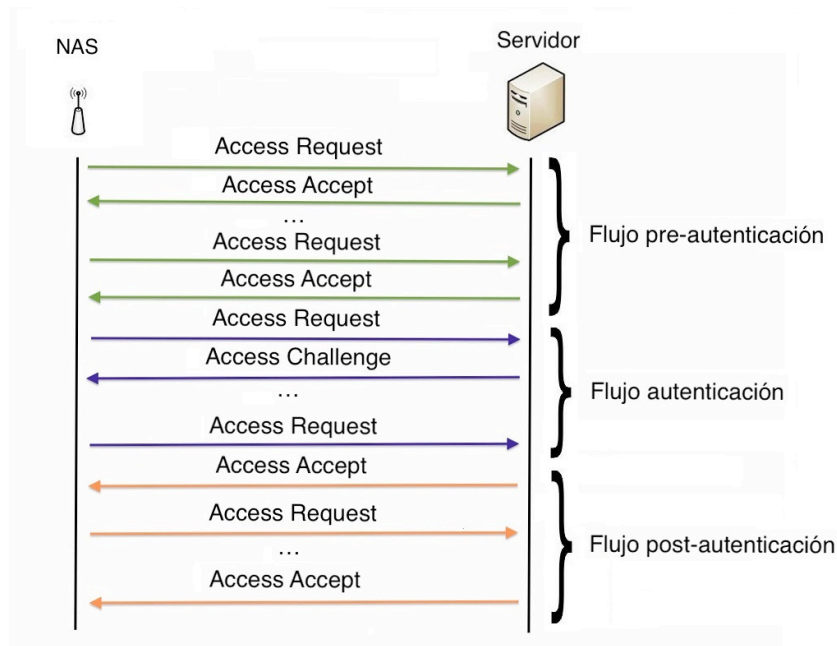 NAS
Servidor
Access Request
Access Accept
...
Access Request
Access Accept
Flujo pre-autenticación
Access Request
Access Challenge
...
Access Request
Flujo autenticación
Access Accept
Access Request
...
Access Accept
Flujo post-autenticación